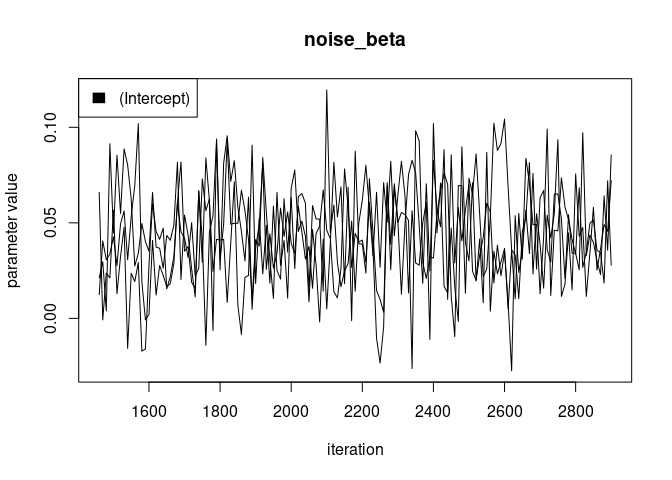 noise_beta
(Intercept)
parameter value
0.10
0.05
0.00
1600 1800 2000 2200 2400 2600 2800
iteration